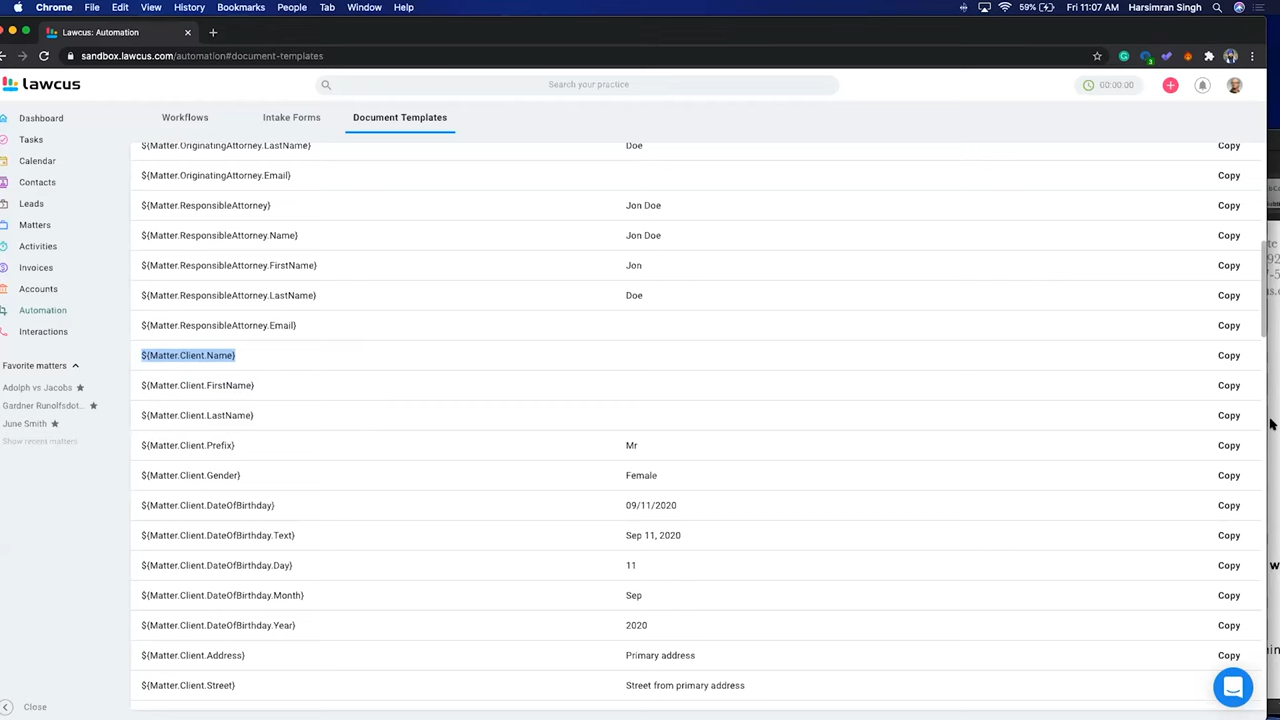 Chrome File Edit View History Bookmarks People Tab Window Help 59% Fri 11:07 AM Harsimran Singh
Lawcus: Automation
sandbox.lawcus.com/automation#document-templates
lawcus
Search your practice
00:00:00
Dashboard
Tasks
Calendar
Contacts
Leads
Matters
Activities
Invoices
Accounts
Automation
Interactions
Favorite matters
Adolph vs Jacobs
Gardner Runolfsdot...
June Smith
Show recent matters
Close
Workflows Intake Forms Document Templates
${Matter.OriginatingAttorney.LastName} Doe Copy
${Matter.OriginatingAttorney.Email} Copy
${Matter.ResponsibleAttorney} Jon Doe Copy
${Matter.ResponsibleAttorney.Name} Jon Doe Copy
${Matter.ResponsibleAttorney.FirstName} Jon Copy
${Matter.ResponsibleAttorney.LastName} Doe Copy
${Matter.ResponsibleAttorney.Email} Copy
${Matter.Client.Name} Copy
${Matter.Client.FirstName} Copy
${Matter.Client.LastName} Copy
${Matter.Client.Prefix} Mr Copy
${Matter.Client.Gender} Female Copy
${Matter.Client.DateOfBirthday} 09/11/2020 Copy
${Matter.Client.DateOfBirthday.Text} Sep 11, 2020 Copy
${Matter.Client.DateOfBirthday.Day} 11 Copy
${Matter.Client.DateOfBirthday.Month} Sep Copy
${Matter.Client.DateOfBirthday.Year} 2020 Copy
${Matter.Client.Address} Primary address Copy
${Matter.Client.Street} Street from primary address Copy